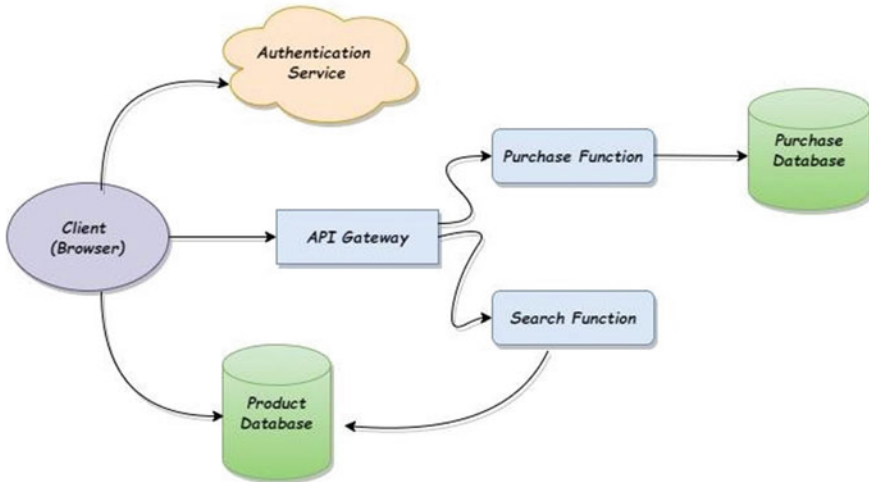 Authentication
Service
Purchase Function
Purchase
Database
Client
(Browser)
API Gateway
Search Function
Product
Database